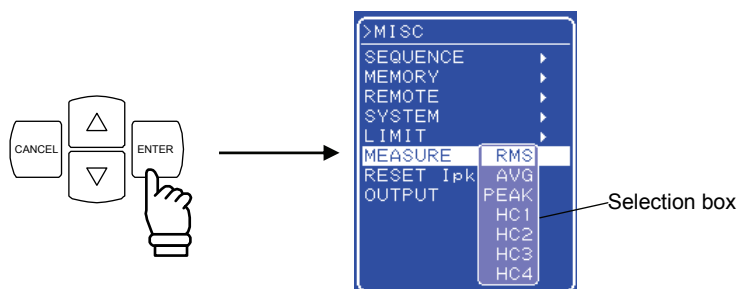 CANCEL
ENTER
>MISC
SEQUENCE
MEMORY
REMOTE
SYSTEM
LIMIT
MEASURE RMS
RESET Ipk AVG
OUTPUT PEAK
HC1
HC2
HC3
HC4
Selection box